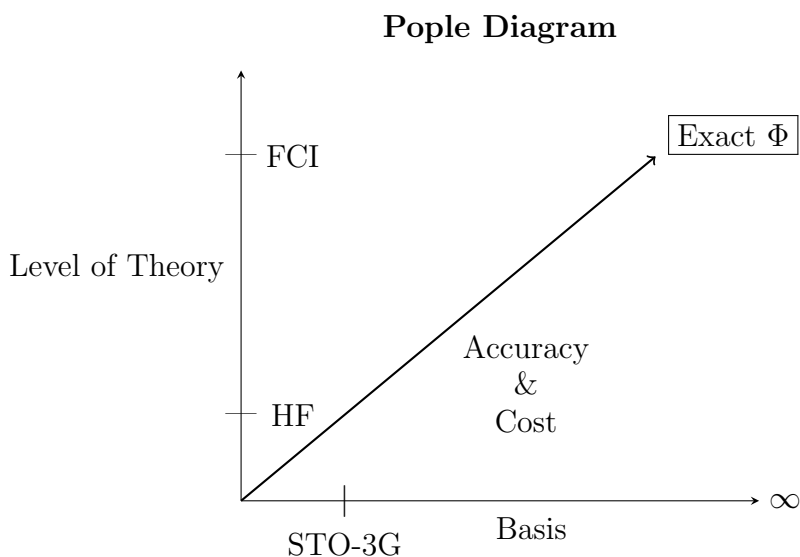 Pople Diagram
Exact Φ
FCI
Level of Theory
Accuracy
&
Cost
HF
∞
Basis
STO-3G